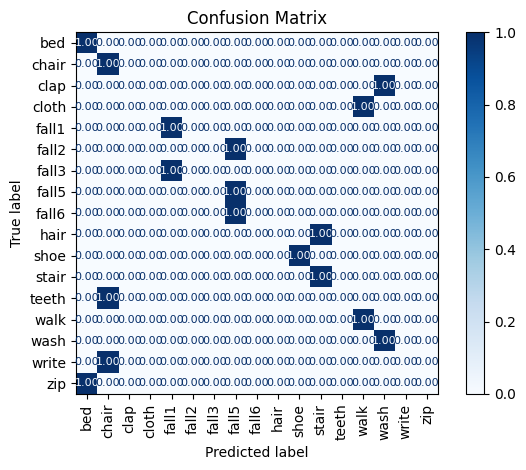 Confusion Matrix
bed 1.00 0.00 0.00 0.00 0.00 0.00 0.00 0.00 0.00 0.00 0.00 0.00 0.00 0.00 0.00 0.00 0.00
chair 0.00 1.00 0.00 0.00 0.00 0.00 0.00 0.00 0.00 0.00 0.00 0.00 0.00 0.00 0.00 0.00 0.00
clap 0.00 0.00 0.00 0.00 0.00 0.00 0.00 0.00 0.00 0.00 0.00 0.00 0.00 0.00 1.00 0.00 0.00
cloth 0.00 0.00 0.00 0.00 0.00 0.00 0.00 0.00 0.00 0.00 0.00 0.00 0.00 1.00 0.00 0.00 0.00
fall1 0.00 0.00 0.00 0.00 1.00 0.00 0.00 0.00 0.00 0.00 0.00 0.00 0.00 0.00 0.00 0.00 0.00
fall2 0.00 0.00 0.00 0.00 0.00 0.00 0.00 1.00 0.00 0.00 0.00 0.00 0.00 0.00 0.00 0.00 0.00
fall3 0.00 0.00 0.00 0.00 1.00 0.00 0.00 0.00 0.00 0.00 0.00 0.00 0.00 0.00 0.00 0.00 0.00
fall5 0.00 0.00 0.00 0.00 0.00 0.00 0.00 1.00 0.00 0.00 0.00 0.00 0.00 0.00 0.00 0.00 0.00
fall6 0.00 0.00 0.00 0.00 0.00 0.00 0.00 1.00 0.00 0.00 0.00 0.00 0.00 0.00 0.00 0.00 0.00
hair 0.00 0.00 0.00 0.00 0.00 0.00 0.00 0.00 0.00 0.00 0.00 1.00 0.00 0.00 0.00 0.00 0.00
shoe 0.00 0.00 0.00 0.00 0.00 0.00 0.00 0.00 0.00 0.00 1.00 0.00 0.00 0.00 0.00 0.00 0.00
stair 0.00 0.00 0.00 0.00 0.00 0.00 0.00 0.00 0.00 0.00 0.00 1.00 0.00 0.00 0.00 0.00 0.00
teeth 0.00 1.00 0.00 0.00 0.00 0.00 0.00 0.00 0.00 0.00 0.00 0.00 0.00 0.00 0.00 0.00 0.00
walk 0.00 0.00 0.00 0.00 0.00 0.00 0.00 0.00 0.00 0.00 0.00 0.00 0.00 1.00 0.00 0.00 0.00
wash 0.00 0.00 0.00 0.00 0.00 0.00 0.00 0.00 0.00 0.00 0.00 0.00 0.00 0.00 1.00 0.00 0.00
write 0.00 1.00 0.00 0.00 0.00 0.00 0.00 0.00 0.00 0.00 0.00 0.00 0.00 0.00 0.00 0.00 0.00
zip 1.00 0.00 0.00 0.00 0.00 0.00 0.00 0.00 0.00 0.00 0.00 0.00 0.00 0.00 0.00 0.00 0.00
bed chair clap cloth fall1 fall2 fall3 fall5 fall6 hair shoe stair teeth walk wash write zip
Predicted label
True label
1.0
0.8
0.6
0.4
0.2
0.0